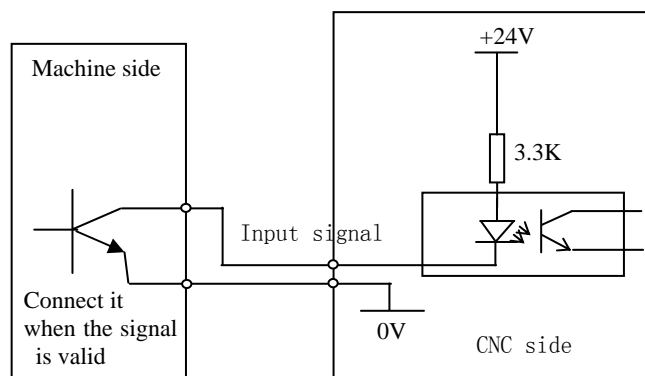 Machine side
+24V
3.3K
Input signal
Connect it
when the signal
is valid
0V
CNC side